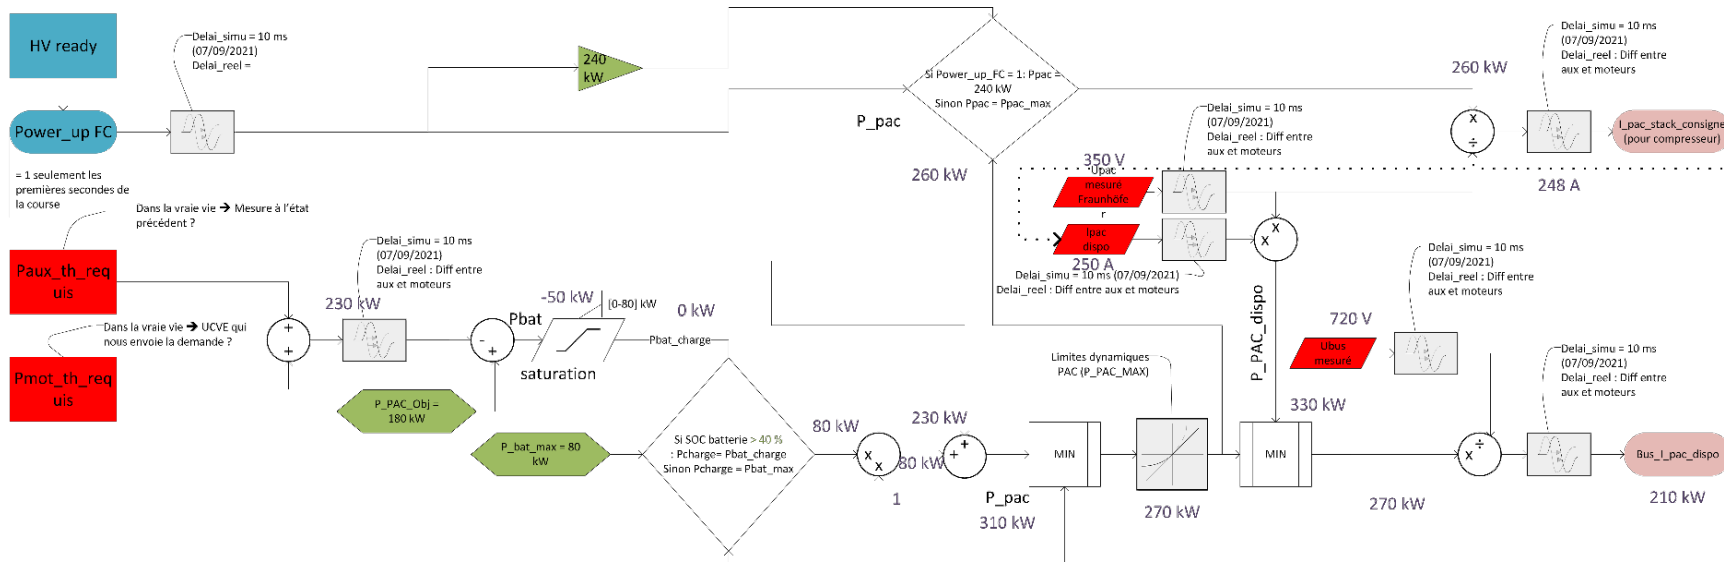 HV ready
Delai_simu = 10 ms
(07/09/2021)
Delai_reel =
Power_up FC
= 1 seulement les
premières secondes de
la course
240
kW
Si Power_up_FC = 1: Ppac =
240 kW
Sinon Ppac = Ppac_max
P_pac
260 kW
260 kW
Delai_simu = 10 ms
(07/09/2021)
Delai_reel : Diff entre
aux et moteurs
x
÷
I_pac_stack_consigne
(pour compresseur)
248 A
Delai_simu = 10 ms
(07/09/2021)
Delai_reel : Diff entre
aux et moteurs
350 V
Upac
mesuré
Fraunhofe
r
Ipac
dispo
250 A
x
x
Delai_simu = 10 ms (07/09/2021)
Delai_reel : Diff entre aux et moteurs
P_PAC_dispo
Dans la vraie vie ➔ Mesure à l’état
précédent ?
Paux_th_req
uis
Dans la vraie vie ➔ UCVE qui
nous envoie la demande ?
Pmot_th_req
uis
+
+
230 kW
Delai_simu = 10 ms
(07/09/2021)
Delai_reel : Diff entre
aux et moteurs
-
+
Pbat
-50 kW
[0-80] kW
saturation
0 kW
Pbat_charge
P_PAC_Obj =
180 kW
P_bat_max = 80
kW
Si SOC batterie > 40 %
: Pcharge= Pbat_charge
Sinon Pcharge = Pbat_max
80 kW
x
x
80 kW
1
230 kW
+
+
MIN
P_pac
310 kW
Limites dynamiques
PAC (P_PAC_MAX)
270 kW
MIN
330 kW
720 V
Ubus
mesuré
Delai_simu = 10 ms
(07/09/2021)
Delai_reel : Diff entre
aux et moteurs
270 kW
x
÷
Delai_simu = 10 ms
(07/09/2021)
Delai_reel : Diff entre
aux et moteurs
Bus_I_pac_dispo
210 kW